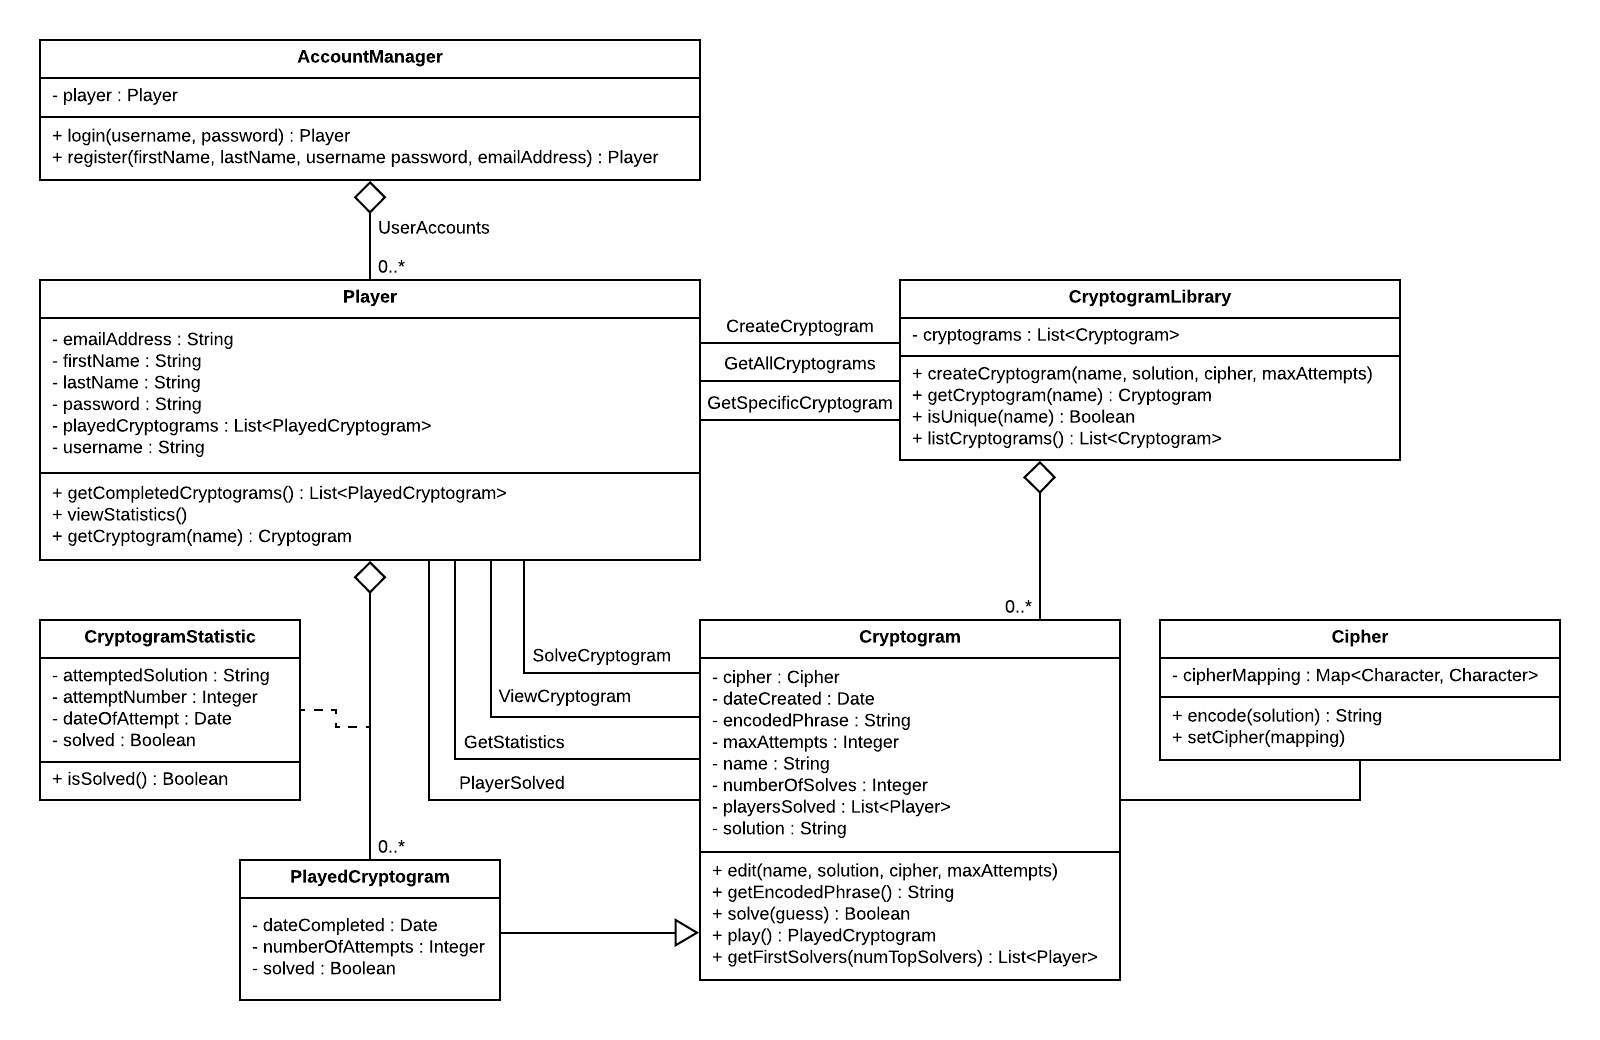 AccountManager
- player : Player
+ login(username, password) : Player
+ register(firstName, lastName, username password, emailAddress) : Player
UserAccounts
0..*
Player
- emailAddress : String
- firstName : String
- lastName : String
- password : String
- playedCryptograms : List<PlayedCryptogram>
- username : String
+ getCompletedCryptograms() : List<PlayedCryptogram>
+ viewStatistics()
+ getCryptogram(name) : Cryptogram
CreateCryptogram
GetAllCryptograms
GetSpecificCryptogram
CryptogramLibrary
- cryptograms : List<Cryptogram>
+ createCryptogram(name, solution, cipher, maxAttempts)
+ getCryptogram(name) : Cryptogram
+ isUnique(name) : Boolean
+ listCryptograms() : List<Cryptogram>
0..*
CryptogramStatistic
- attemptedSolution : String
- attemptNumber : Integer
- dateOfAttempt : Date
- solved : Boolean
+ isSolved() : Boolean
SolveCryptogram
ViewCryptogram
GetStatistics
PlayerSolved
Cryptogram
- cipher : Cipher
- dateCreated : Date
- encodedPhrase : String
- maxAttempts : Integer
- name : String
- numberOfSolves : Integer
- playersSolved : List<Player>
- solution : String
+ edit(name, solution, cipher, maxAttempts)
+ getEncodedPhrase() : String
+ solve(guess) : Boolean
+ play() : PlayedCryptogram
+ getFirstSolvers(numTopSolvers) : List<Player>
Cipher
- cipherMapping : Map<Character, Character>
+ encode(solution) : String
+ setCipher(mapping)
0..*
PlayedCryptogram
- dateCompleted : Date
- numberOfAttempts : Integer
- solved : Boolean